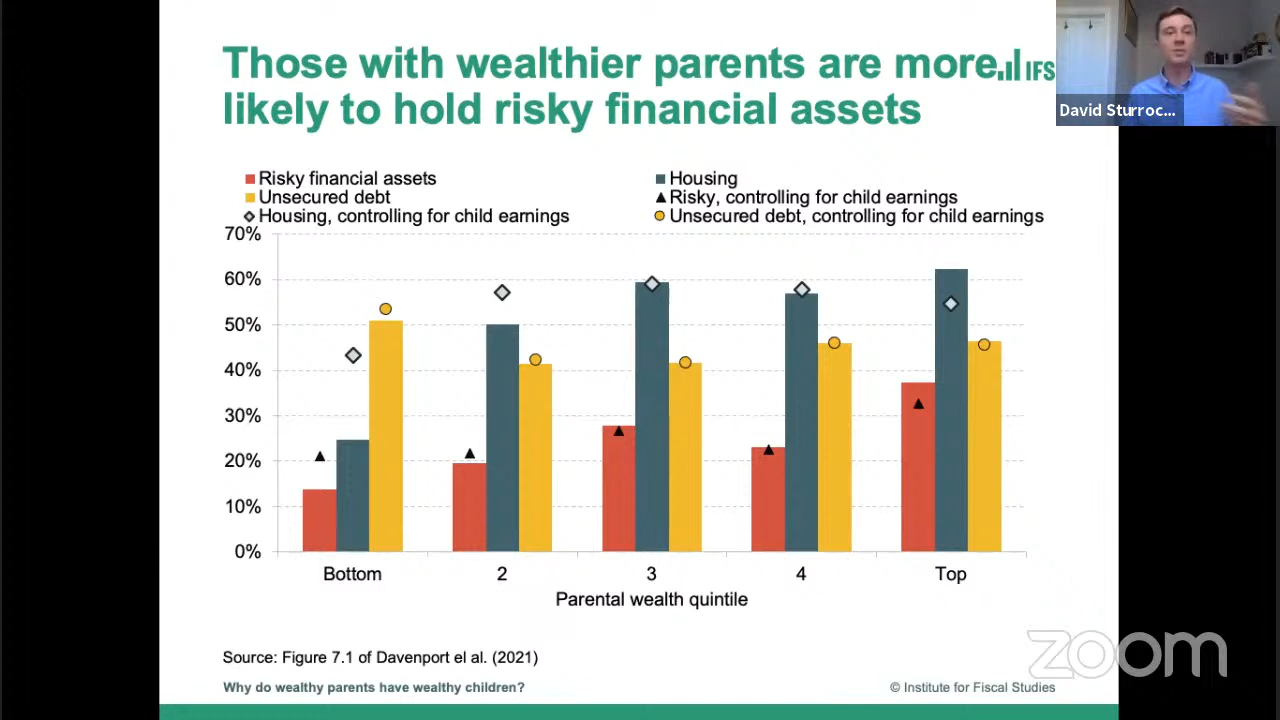 Those with wealthier parents are more
likely to hold risky financial assets
IFS
David Sturroc...
Risky financial assets
Housing
Unsecured debt
Risky, controlling for child earnings
Housing, controlling for child earnings
Unsecured debt, controlling for child earnings
70%
60%
50%
40%
30%
20%
10%
0%
Bottom
2
3
4
Top
Parental wealth quintile
Source: Figure 7.1 of Davenport el al. (2021)
zoom
Why do wealthy parents have wealthy children?
© Institute for Fiscal Studies